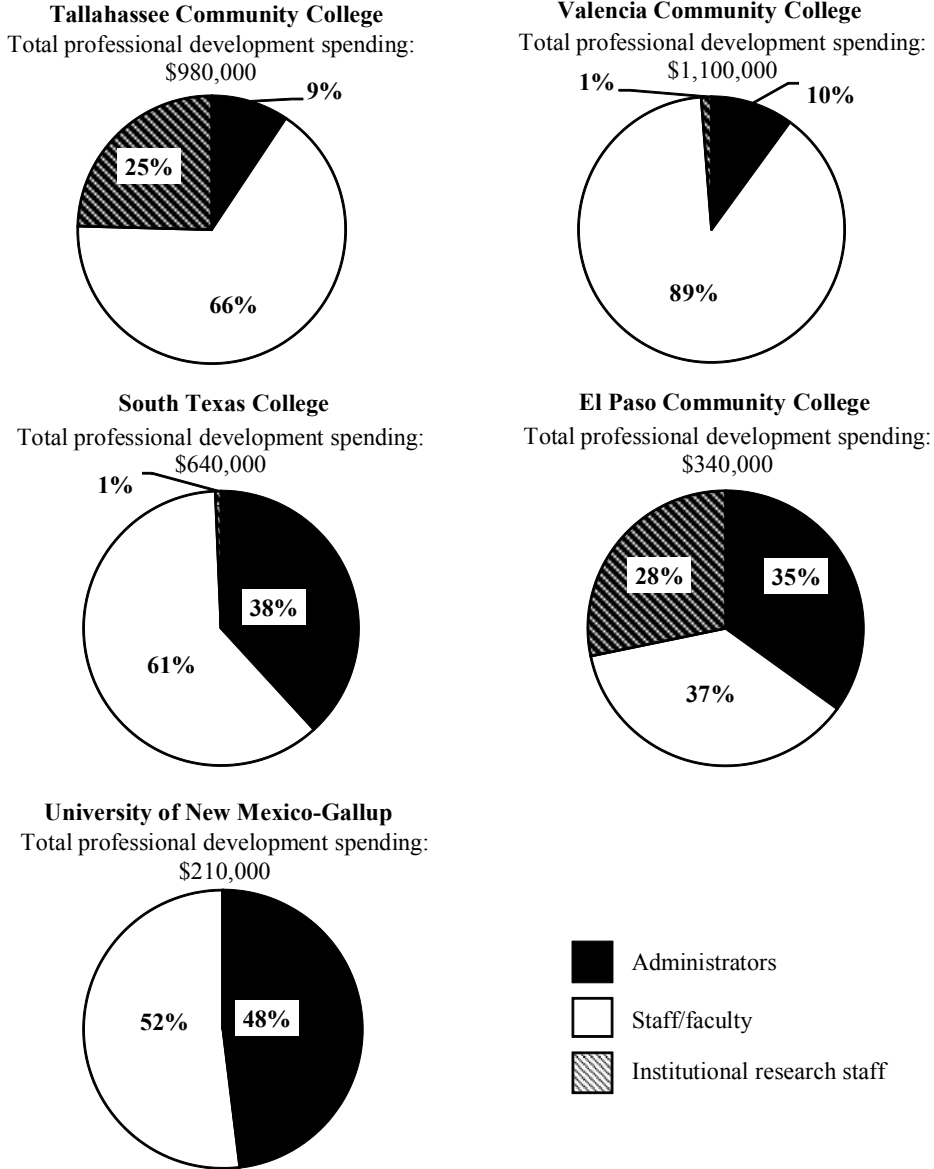 Tallahassee Community College
Total professional development spending:
$980,000
9%
25%
66%
Valencia Community College
Total professional development spending:
$1,100,000
1%
10%
89%
South Texas College
Total professional development spending:
$640,000
1%
38%
61%
El Paso Community College
Total professional development spending:
$340,000
28%
35%
37%
University of New Mexico-Gallup
Total professional development spending:
$210,000
52%
48%
Administrators
Staff/faculty
Institutional research staff